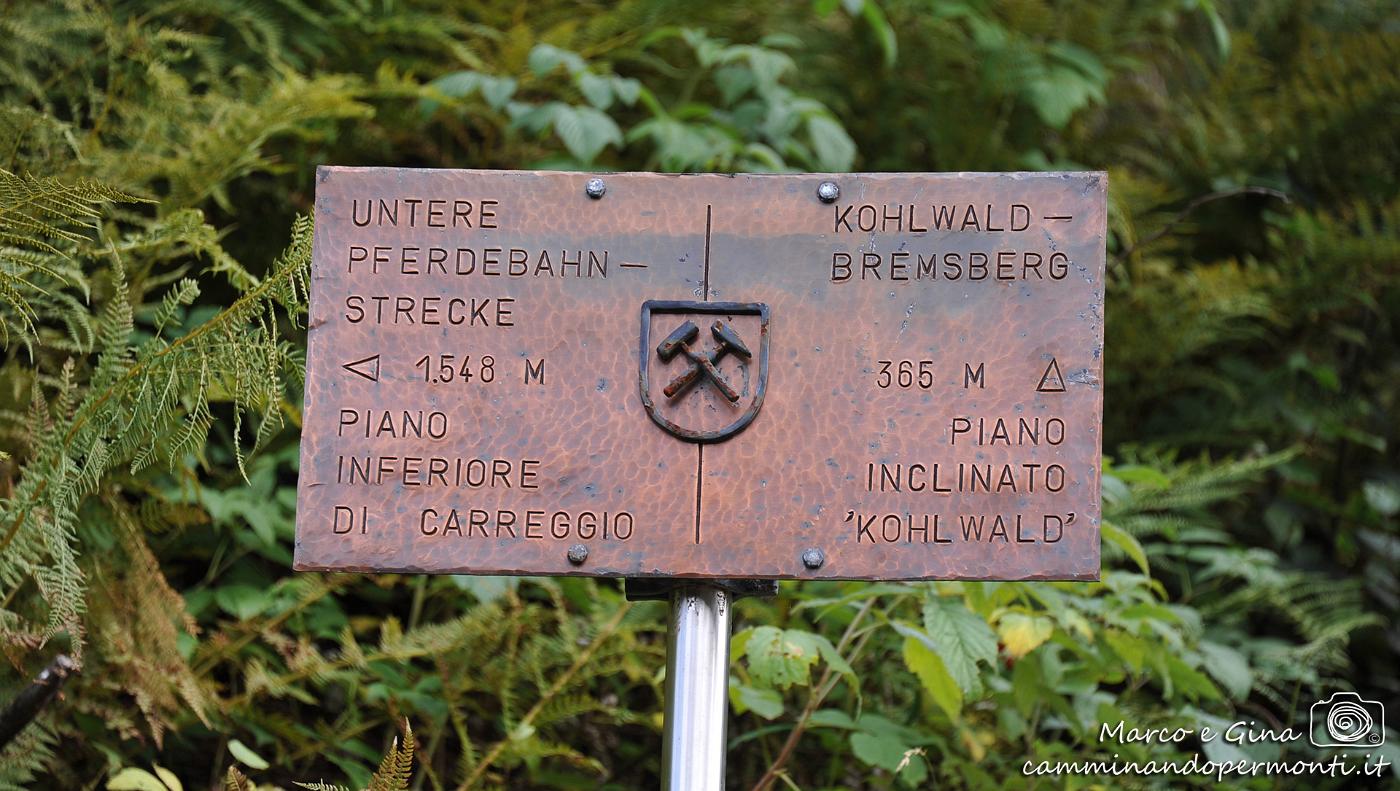 UNTERE
PFERDEBAHN—
STRECKE
◁ 1.548 M
PIANO
INFERIORE
DI CARREGGIO
KOHLWALD—
BREMSBERG
365 M △
PIANO
INCLINATO
'KOHLWALD'
Marco e Gina
©
camminandopermonti.it